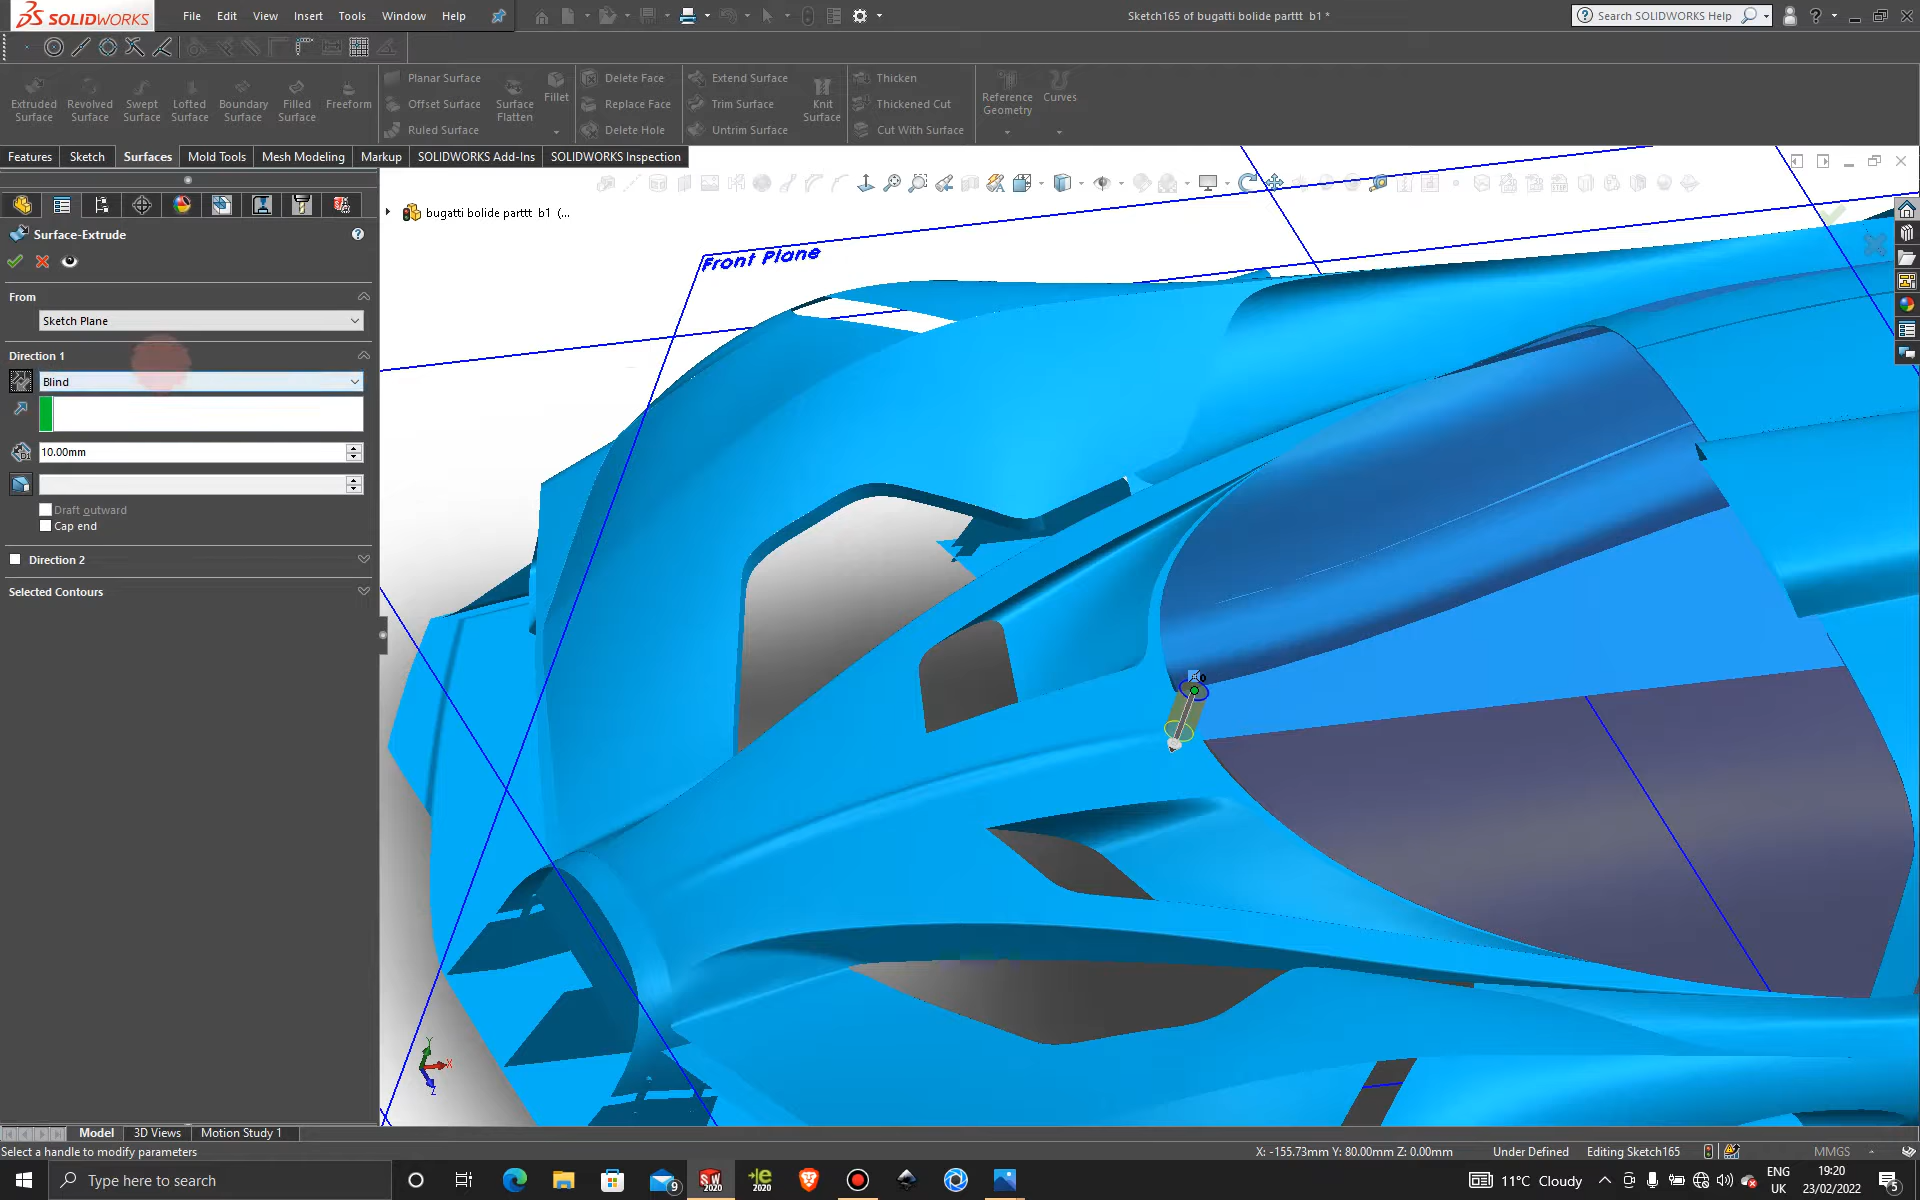 SOLIDWORKS
File Edit View Insert Tools Window Help
Sketch165 of bugatti bolide parttt b1 *
Search SOLIDWORKS Help
Extruded Surface
Revolved Surface
Swept Surface
Lofted Surface
Boundary Surface
Filled Surface
Freeform
Planar Surface
Offset Surface
Ruled Surface
Surface Flatten
Fillet
Delete Face
Replace Face
Delete Hole
Extend Surface
Trim Surface
Untrim Surface
Knit Surface
Thicken
Thickened Cut
Cut With Surface
Reference Geometry
Curves
Features Sketch Surfaces Mold Tools Mesh Modeling Markup SOLIDWORKS Add-Ins SOLIDWORKS Inspection
bugatti bolide parttt b1 (...
Surface-Extrude
From
Sketch Plane
Direction 1
Blind
10.00mm
Draft outward
Cap end
Direction 2
Selected Contours
Front Plane
Y
X
Z
Model 3D Views Motion Study 1
Select a handle to modify parameters
X: -155.73mm Y: 80.00mm Z: 0.00mm
Under Defined
Editing Sketch165
MMGS
Type here to search
9
SW 2020
e 2020
11°C Cloudy
ENG
UK
19:20
23/02/2022
5